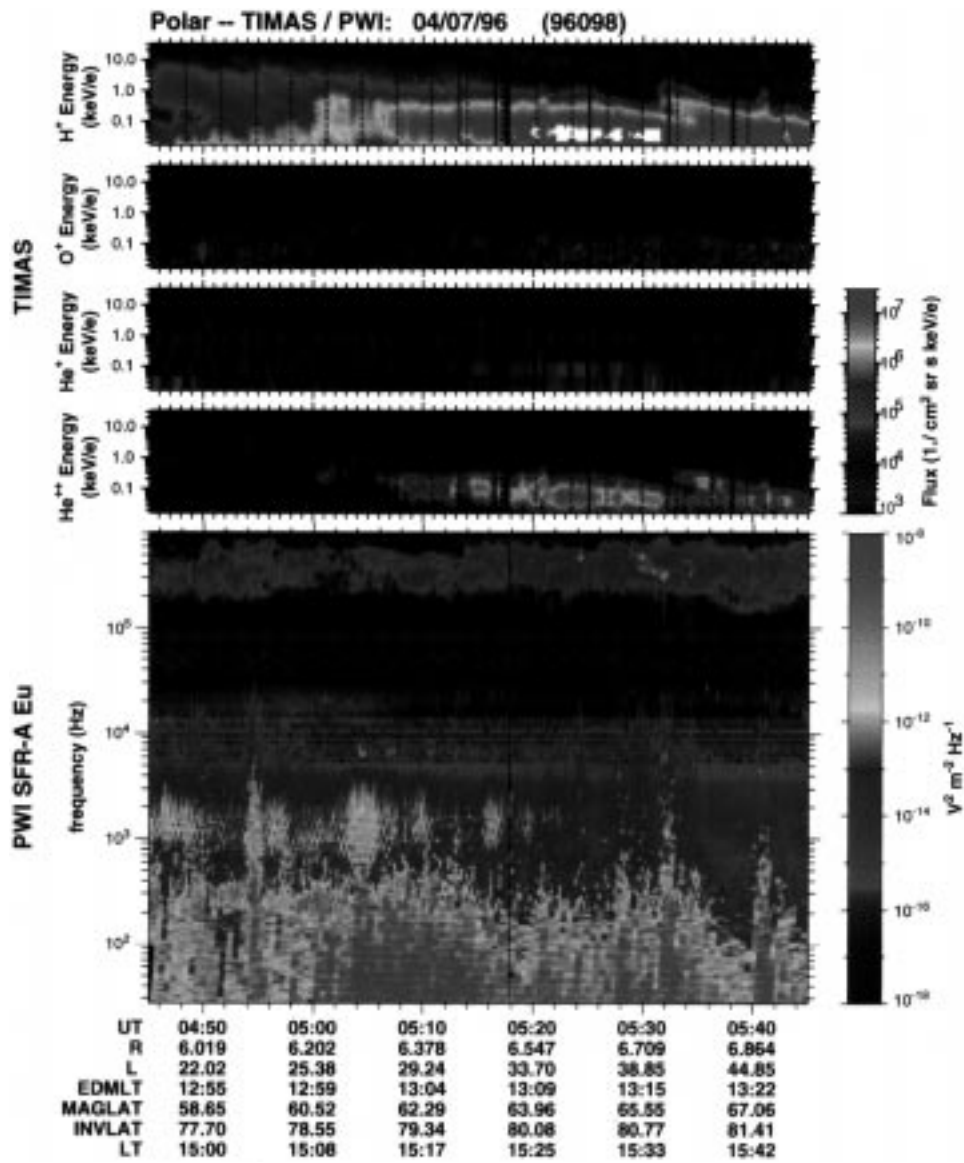 Polar -- TIMAS / PWI: 04/07/96 (96098)
TIMAS
H+ Energy
(keV/e)
10.0
1.0
0.1
O+ Energy
(keV/e)
10.0
1.0
0.1
He+ Energy
(keV/e)
10.0
1.0
0.1
He++ Energy
(keV/e)
10.0
1.0
0.1
10^7
10^6
10^5
10^4
10^3
Flux (1./ cm² sr s keV/e)
PWI SFR-A Eu
frequency (Hz)
10^5
10^4
10^3
10^2
10^-8
10^-10
10^-12
10^-14
10^-16
10^-18
V² m^-2 Hz^-1
UT 04:50 05:00 05:10 05:20 05:30 05:40
R 6.019 6.202 6.378 6.547 6.709 6.864
L 22.02 25.38 29.24 33.70 38.85 44.85
EDMLT 12:55 12:59 13:04 13:09 13:15 13:22
MAGLAT 58.65 60.52 62.29 63.96 65.55 67.06
INVLAT 77.70 78.55 79.34 80.08 80.77 81.41
LT 15:00 15:08 15:17 15:25 15:33 15:42